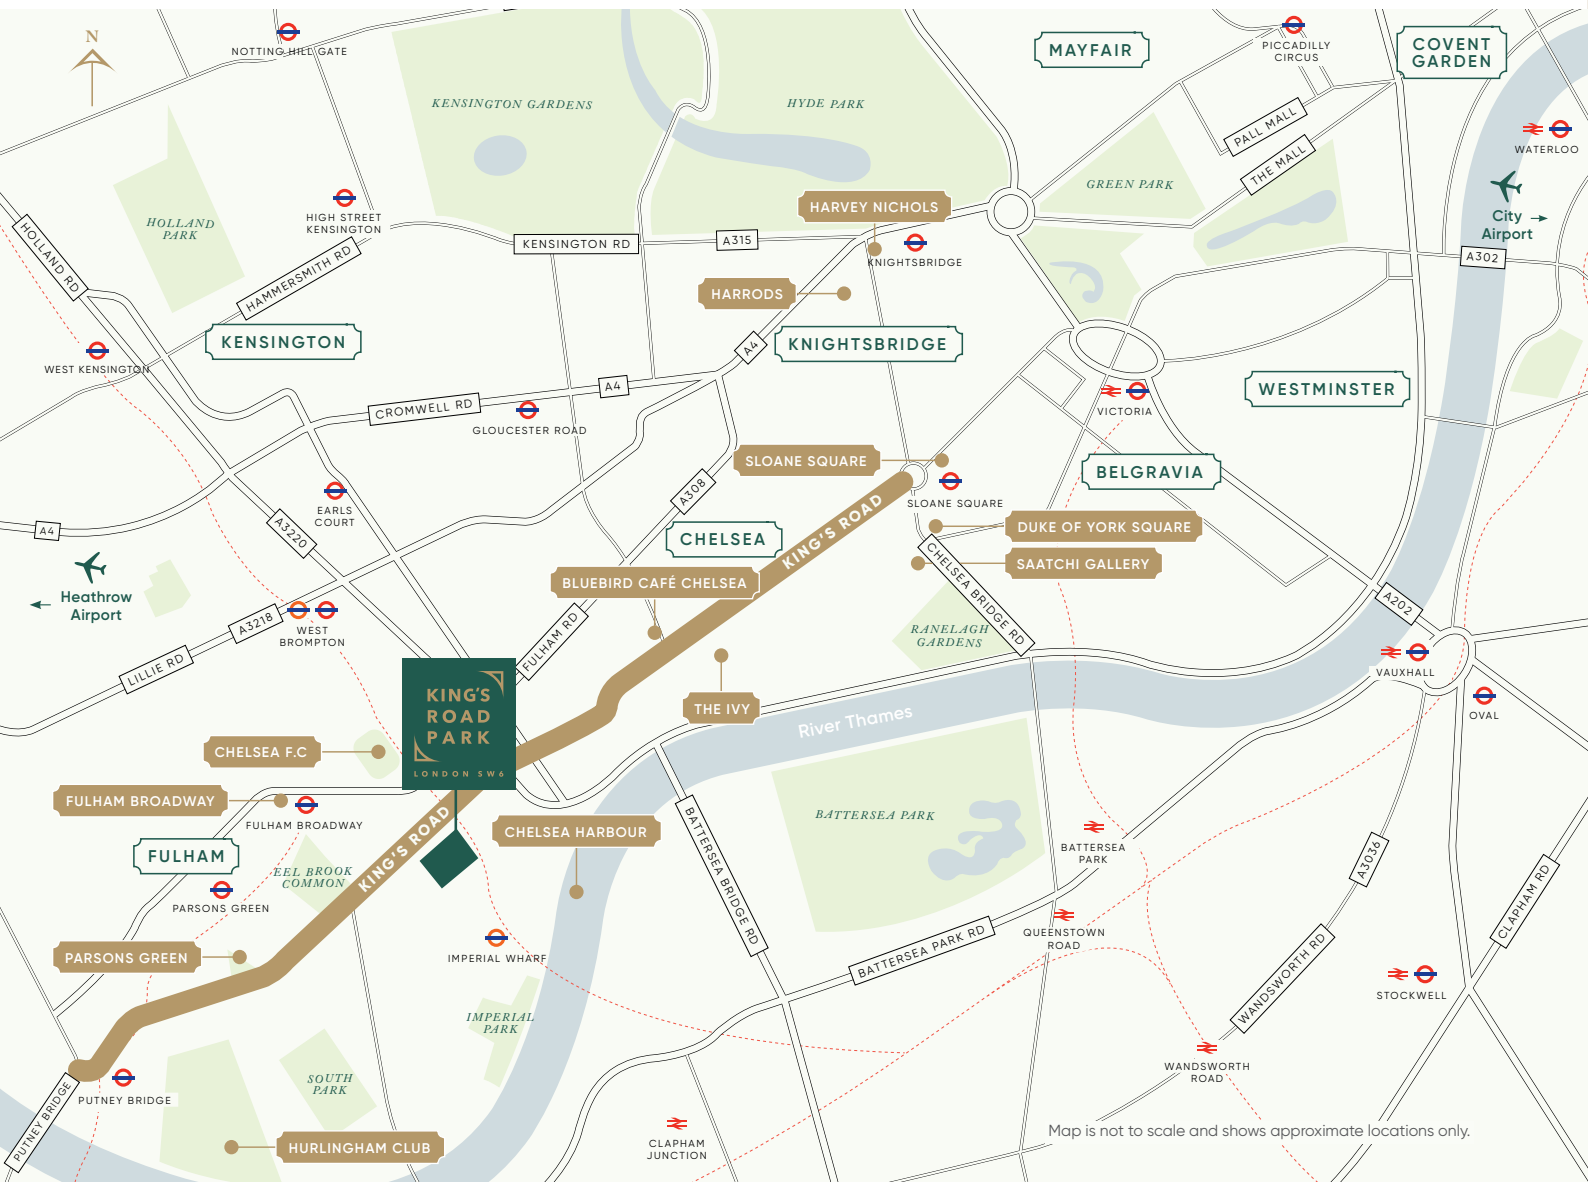 N
NOTTING HILL GATE
KENSINGTON GARDENS
HYDE PARK
MAYFAIR
PICCADILLY
CIRCUS
COVENT
GARDEN
PALL MALL
THE MALL
WATERLOO
HOLLAND
PARK
HIGH STREET
KENSINGTON
GREEN PARK
HARVEY NICHOLS
City
Airport
HOLLAND RD
HAMMERSMITH RD
KENSINGTON RD
A315
KNIGHTSBRIDGE
A302
HARRODS
KENSINGTON
KNIGHTSBRIDGE
A4
WEST KENSINGTON
A4
CROMWELL RD
GLOUCESTER ROAD
VICTORIA
WESTMINSTER
SLOANE SQUARE
BELGRAVIA
A308
SLOANE SQUARE
EARLS
COURT
A4
A3220
CHELSEA
KING'S ROAD
DUKE OF YORK SQUARE
SAATCHI GALLERY
CHELSEA BRIDGE RD
BLUEBIRD CAFÉ CHELSEA
Heathrow
Airport
A3218
WEST
BROMPTON
LILLIE RD
FULHAM RD
RANELAGH
GARDENS
A202
VAUXHALL
OVAL
KING'S
ROAD
PARK
LONDON SW6
THE IVY
River Thames
CHELSEA F.C
FULHAM BROADWAY
FULHAM BROADWAY
KING'S ROAD
CHELSEA HARBOUR
BATTERSEA BRIDGE RD
BATTERSEA PARK
BATTERSEA
PARK
A3036
CLAPHAM RD
FULHAM
EEL BROOK
COMMON
PARSONS GREEN
PARSONS GREEN
IMPERIAL WHARF
BATTERSEA PARK RD
QUEENSTOWN
ROAD
WANDSWORTH RD
STOCKWELL
IMPERIAL
PARK
SOUTH
PARK
PUTNEY BRIDGE
PUTNEY BRIDGE
WANDSWORTH
ROAD
HURLINGHAM CLUB
CLAPHAM
JUNCTION
Map is not to scale and shows approximate locations only.